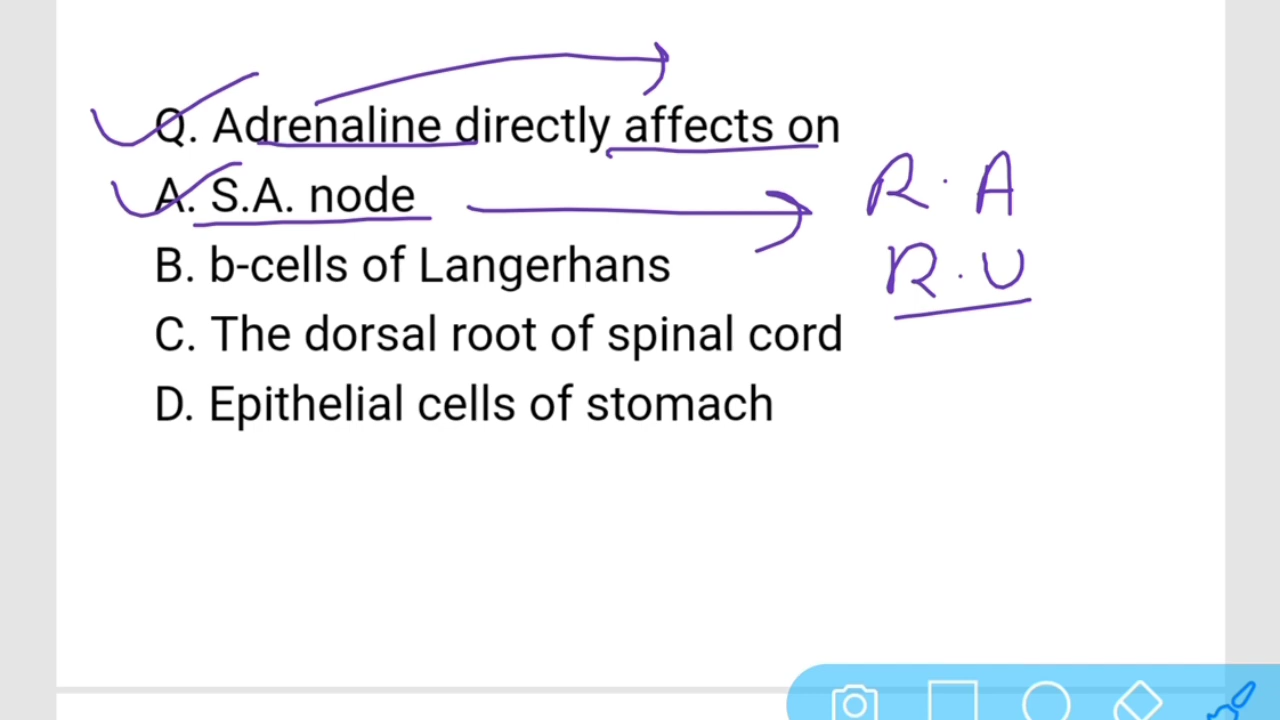 Q. Adrenaline directly affects on
A. S.A. node
R. A
B. b-cells of Langerhans
R. U
C. The dorsal root of spinal cord
D. Epithelial cells of stomach